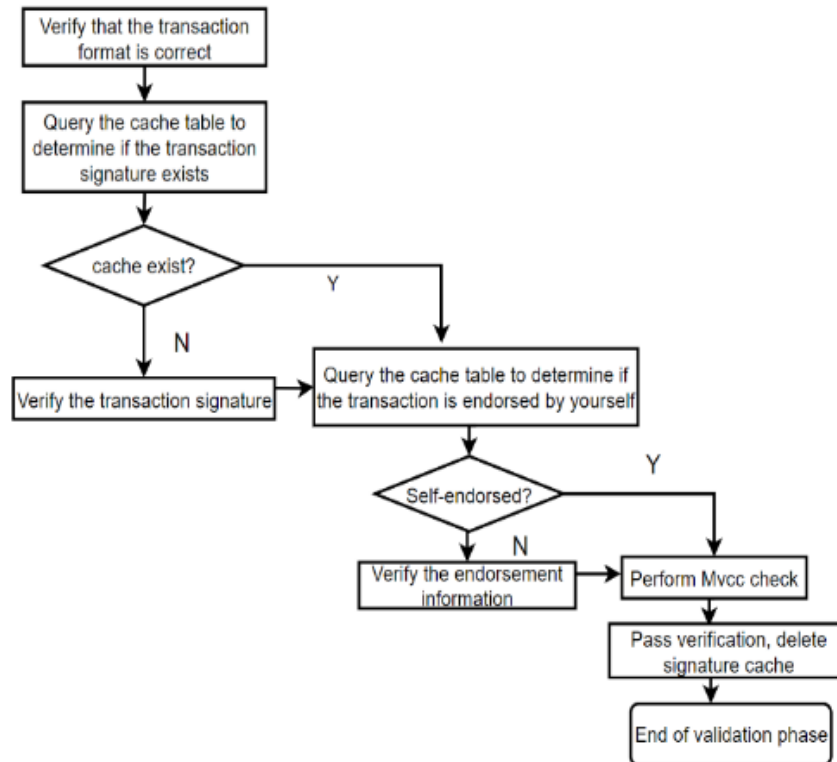 Verify that the transaction
format is correct
Query the cache table to
determine if the transaction
signature exists
cache exist?
Y
N
Verify the transaction signature
Query the cache table to determine if
the transaction is endorsed by yourself
Self-endorsed?
Y
N
Verify the endorsement
information
Perform Mvcc check
Pass verification, delete
signature cache
End of validation phase